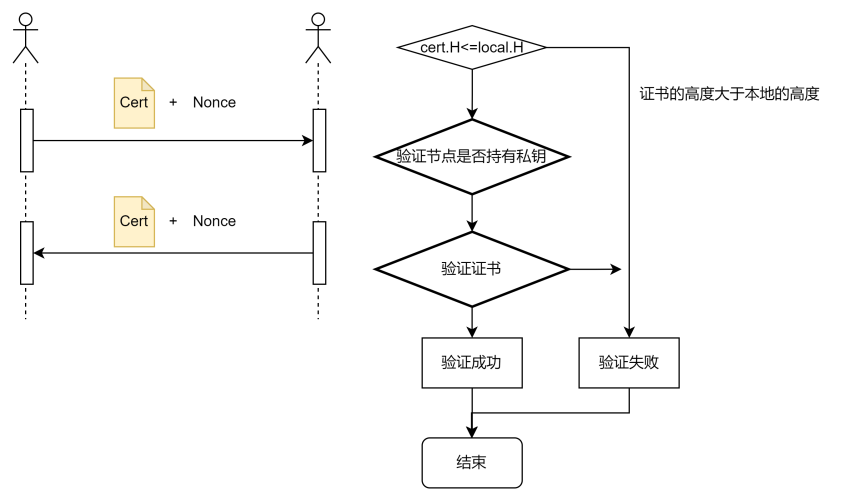 Cert + Nonce
Cert + Nonce
cert.H<=local.H
证书的高度大于本地的高度
验证节点是否持有私钥
验证证书
验证成功
验证失败
结束